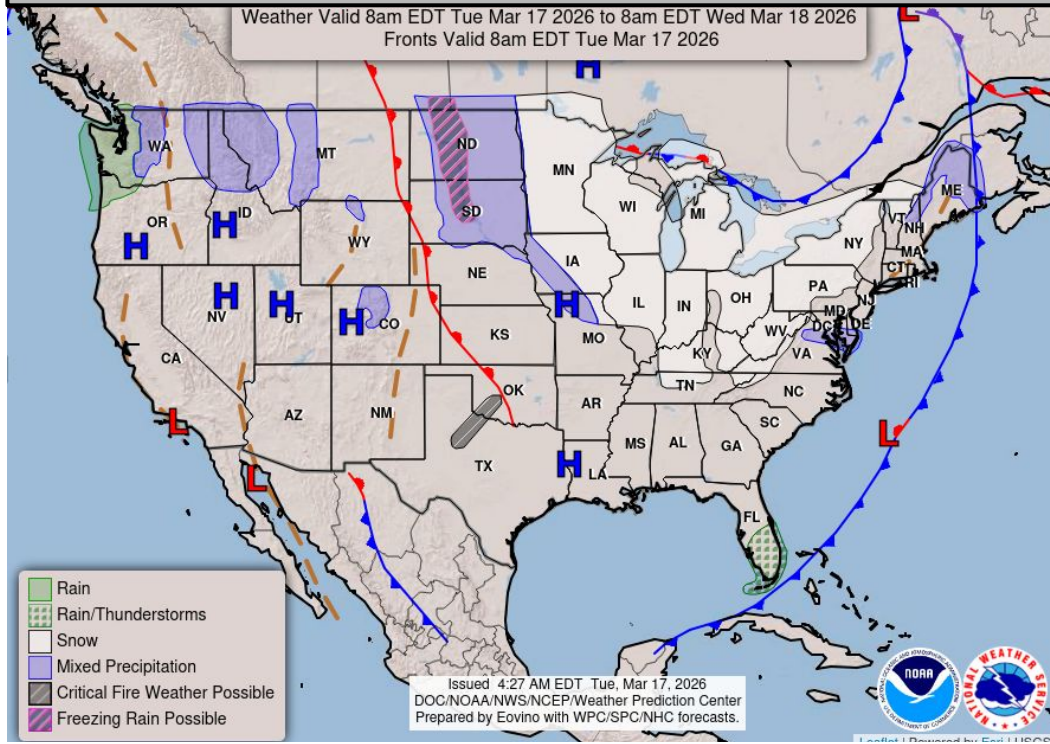 Weather Valid 8am EDT Tue Mar 17 2026 to 8am EDT Wed Mar 18 2026
Fronts Valid 8am EDT Tue Mar 17 2026
L
H
WA
MT
ND
MN
ME
OR
ID
H
H
SD
WI
MI
VT
NH
WY
NY
MA
CT
RI
NE
IA
PA
H
NV
H
UT
H
CO
H
IL
IN
OH
NJ
MD
DE
DC
WV
VA
KS
MO
KY
CA
TN
NC
AZ
NM
OK
AR
SC
L
MS
AL
GA
L
L
TX
H
LA
FL
Rain
Rain/Thunderstorms
Snow
Mixed Precipitation
Critical Fire Weather Possible
Freezing Rain Possible
Issued 4:27 AM EDT Tue, Mar 17, 2026
DOC/NOAA/NWS/NCEP/Weather Prediction Center
Prepared by Eovino with WPC/SPC/NHC forecasts.
NOAA
NATIONAL WEATHER SERVICE
Leaflet | Powered by Esri | USGS